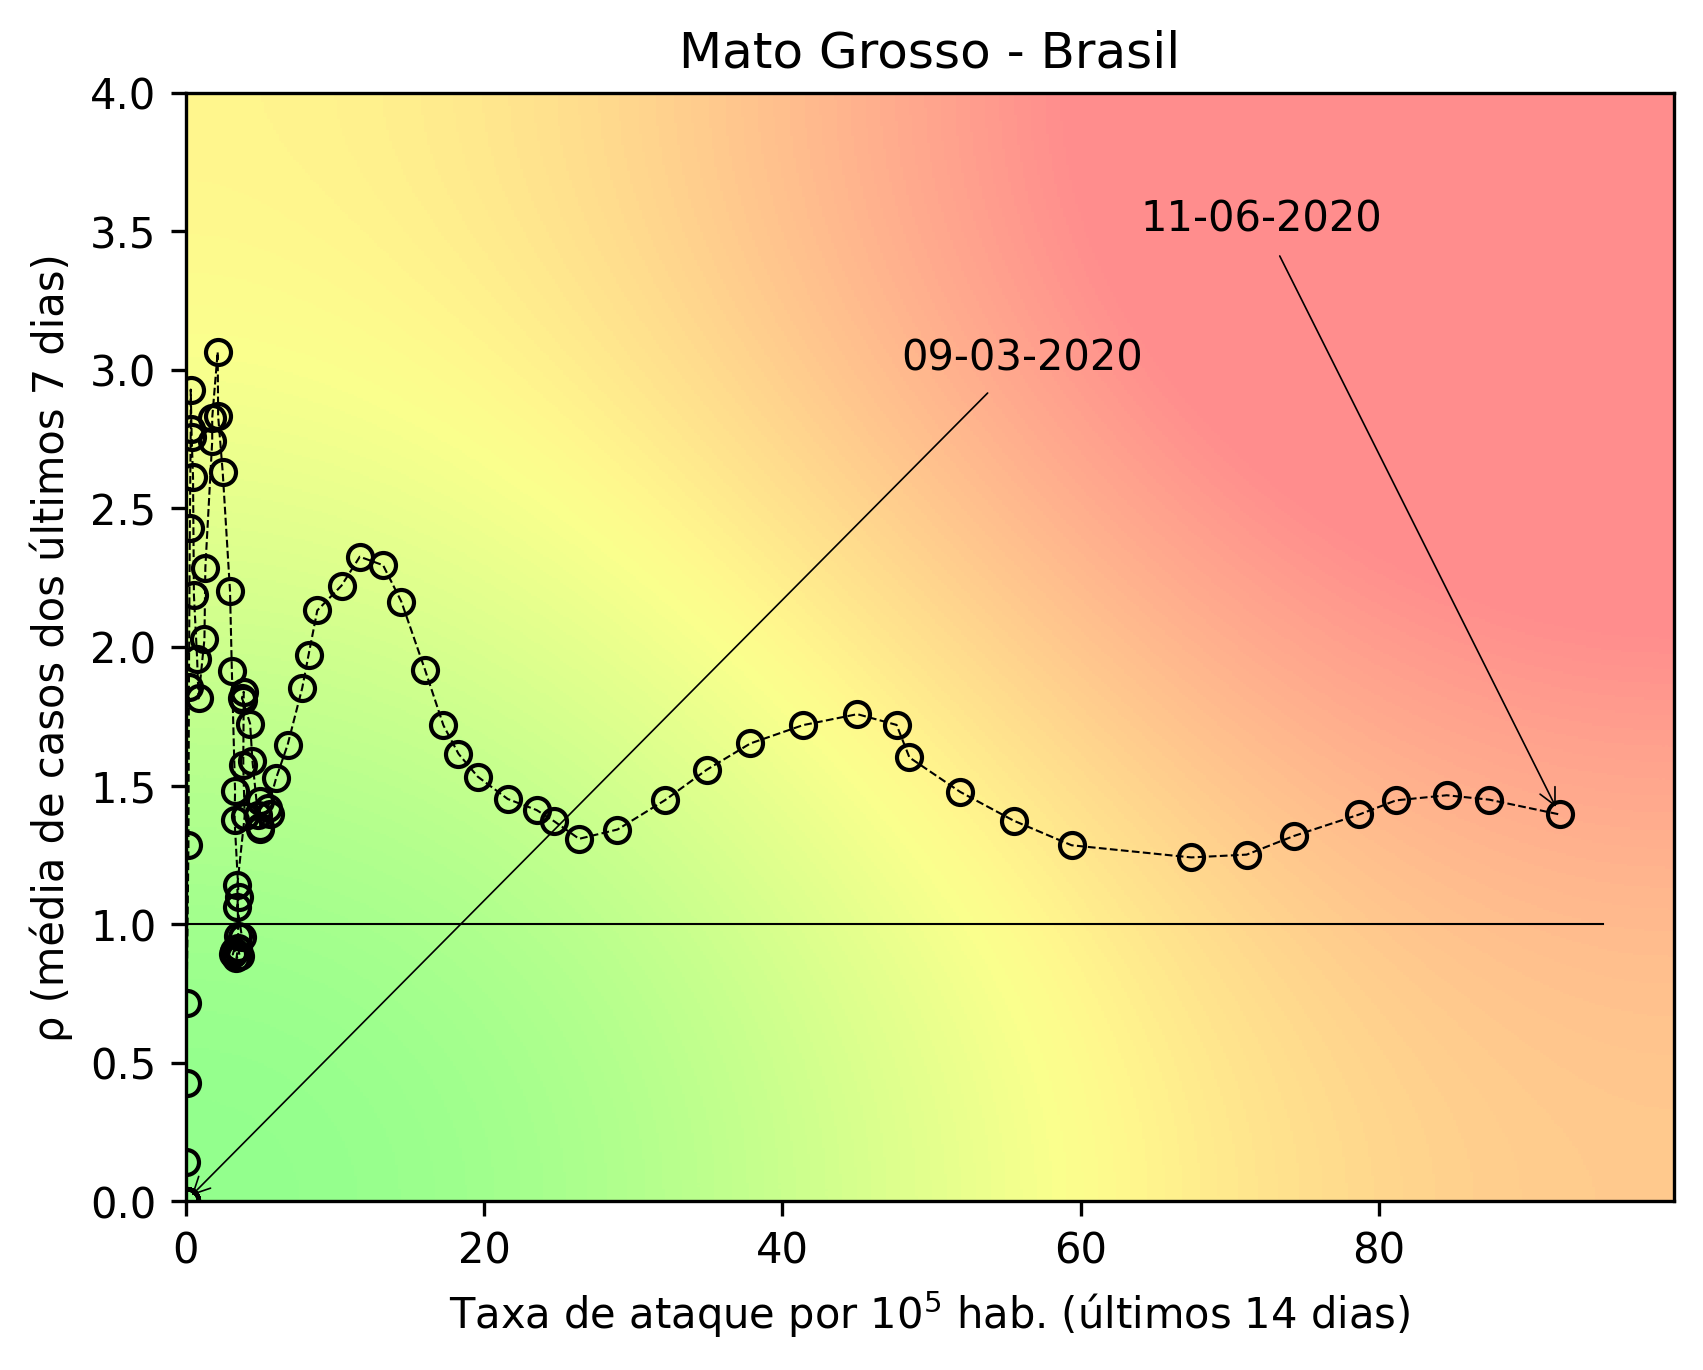 Mato Grosso - Brasil
4.0
3.5
3.0
2.5
2.0
1.5
1.0
0.5
0.0
ρ (média de casos dos últimos 7 dias)
11-06-2020
09-03-2020
0 20 40 60 80
Taxa de ataque por 10⁵ hab. (últimos 14 dias)